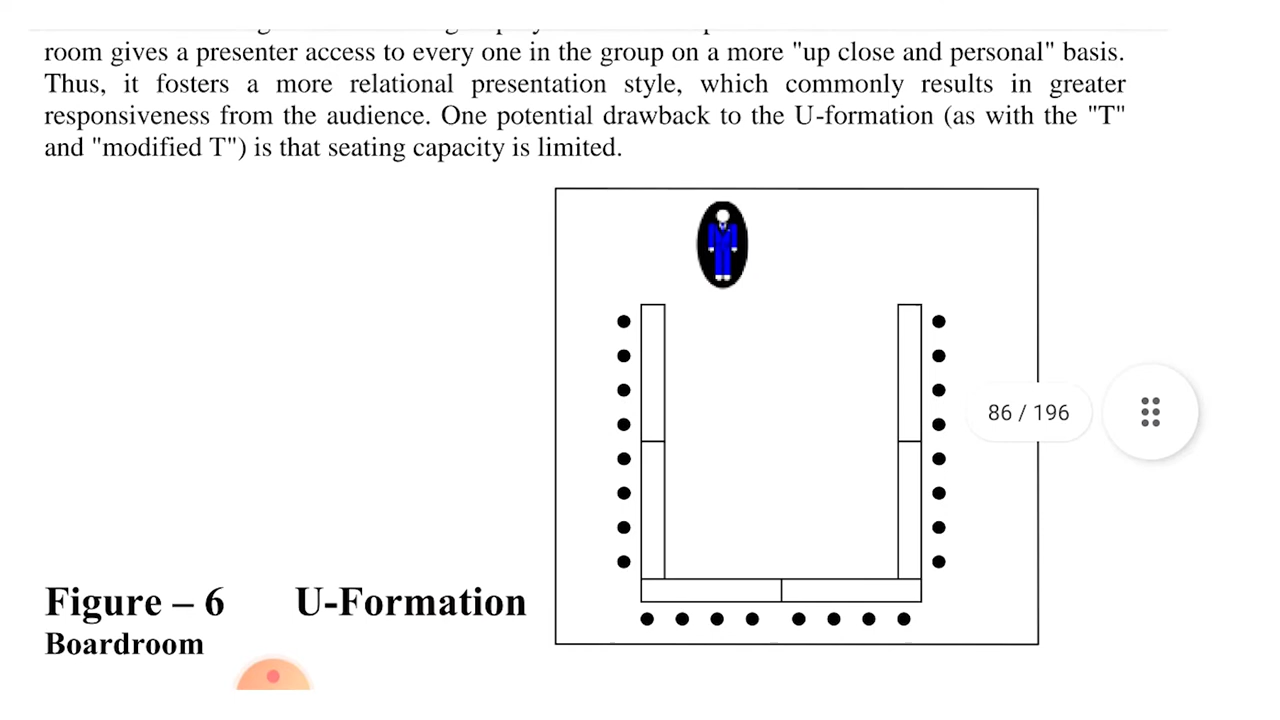 room gives a presenter access to every one in the group on a more "up close and personal" basis.
Thus, it fosters a more relational presentation style, which commonly results in greater
responsiveness from the audience. One potential drawback to the U-formation (as with the "T"
and "modified T") is that seating capacity is limited.
86 / 196
Figure – 6 U-Formation
Boardroom